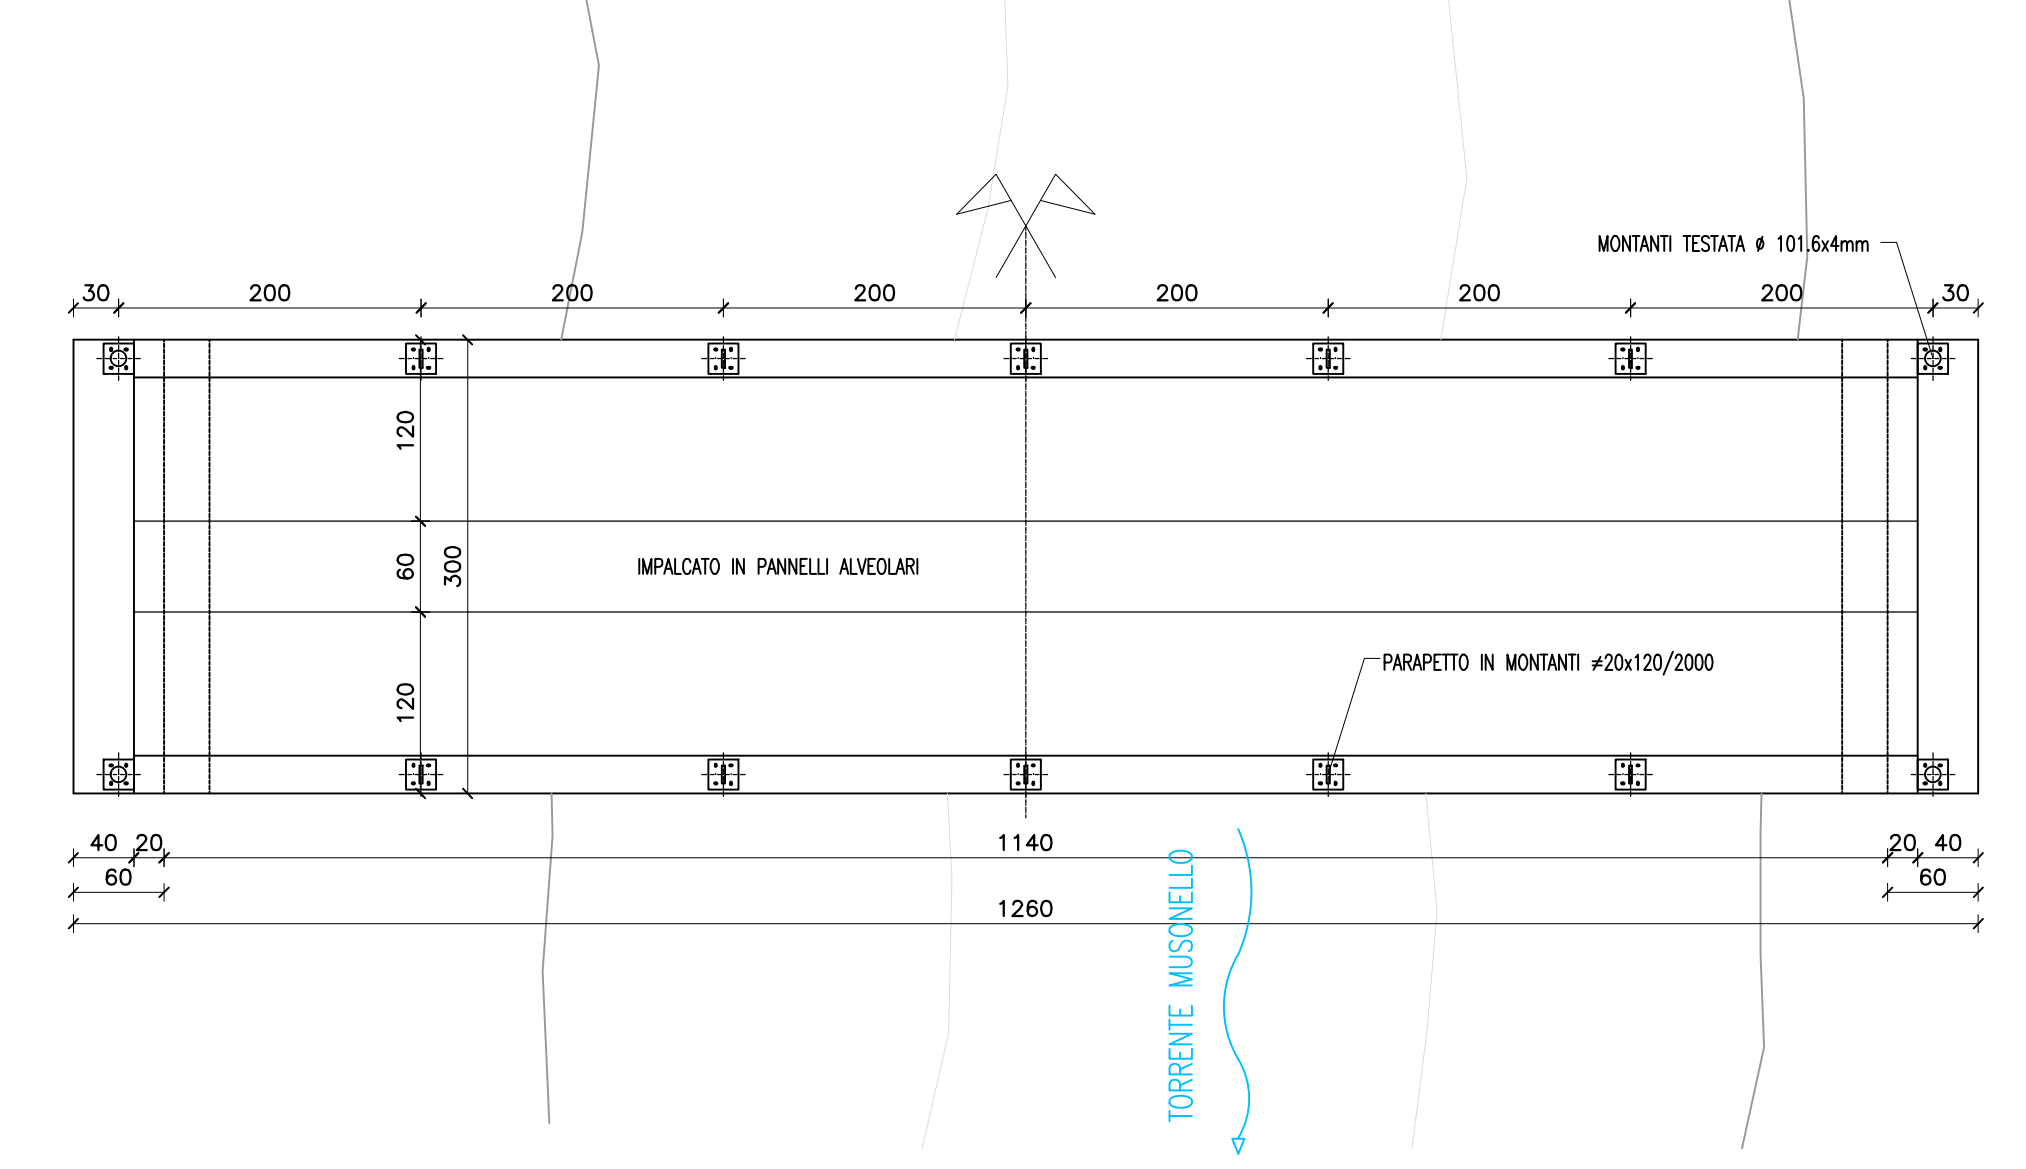 MONTANTI TESTATA ø 101.6x4mm
30 200 200 200 200 200 200 30
120
60
300
IMPALCATO IN PANNELLI ALVEOLARI
PARAPETTO IN MONTANTI ≠20x120/2000
120
40 20 1140 20 40
60 60
1260
TORRENTE MUSONELLO